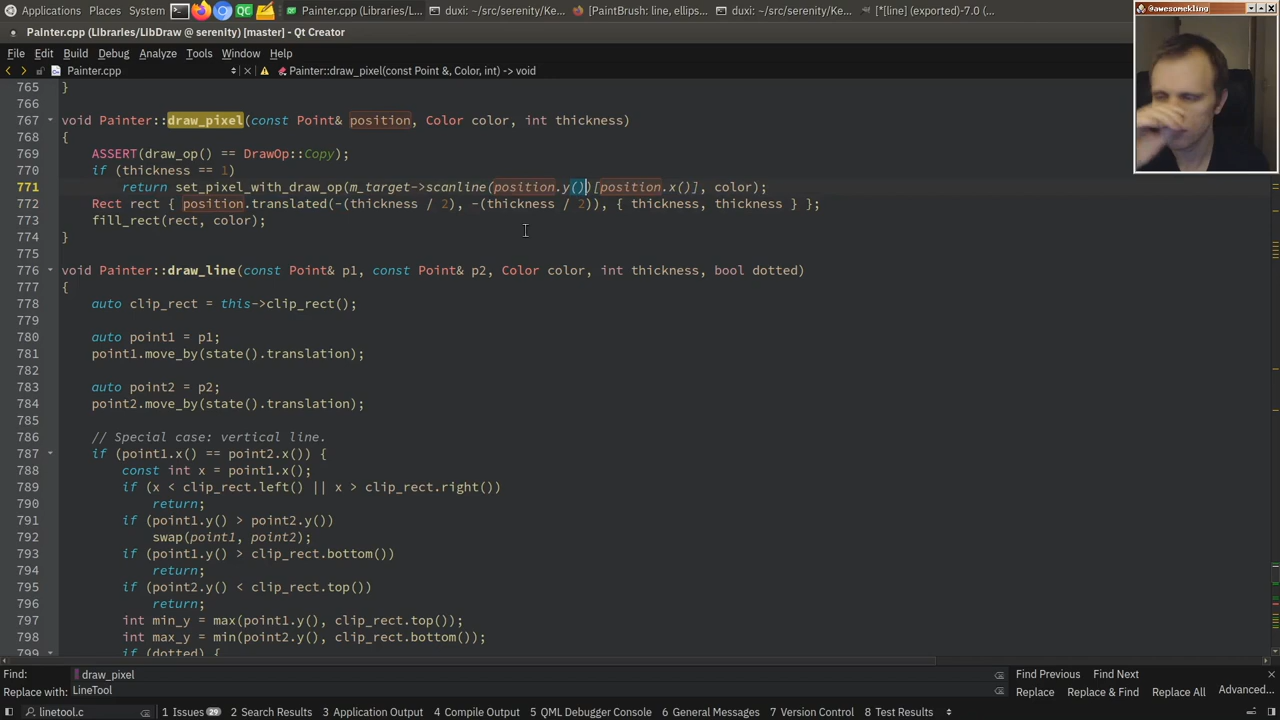 Applications Places System Painter.cpp (Libraries/L... duxi: ~/src/serenity/Ke... [PaintBrush: line, ellips... duxi: ~/src/serenity/Ke... [*[line] (exported)-7.0 (...
@awesomekling
Painter.cpp (Libraries/LibDraw @ serenity) [master] - Qt Creator
File Edit Build Debug Analyze Tools Window Help
Painter.cpp Painter::draw_pixel(const Point &, Color, int) -> void
765 }
766
767 void Painter::draw_pixel(const Point& position, Color color, int thickness)
768 {
769 ASSERT(draw_op() == DrawOp::Copy);
770 if (thickness == 1)
771 return set_pixel_with_draw_op(m_target->scanline(position.y())[position.x()], color);
772 Rect rect { position.translated(-(thickness / 2), -(thickness / 2)), { thickness, thickness } };
773 fill_rect(rect, color);
774 }
775
776 void Painter::draw_line(const Point& p1, const Point& p2, Color color, int thickness, bool dotted)
777 {
778 auto clip_rect = this->clip_rect();
779
780 auto point1 = p1;
781 point1.move_by(state().translation);
782
783 auto point2 = p2;
784 point2.move_by(state().translation);
785
786 // Special case: vertical line.
787 if (point1.x() == point2.x()) {
788 const int x = point1.x();
789 if (x < clip_rect.left() || x > clip_rect.right())
790 return;
791 if (point1.y() > point2.y())
792 swap(point1, point2);
793 if (point1.y() > clip_rect.bottom())
794 return;
795 if (point2.y() < clip_rect.top())
796 return;
797 int min_y = max(point1.y(), clip_rect.top());
798 int max_y = min(point2.y(), clip_rect.bottom());
799 if (dotted) {
Find: draw_pixel Find Previous Find Next
Replace with: LineTool Replace Replace & Find Replace All Advanced...
linetool.c 1 Issues 29 2 Search Results 3 Application Output 4 Compile Output 5 QML Debugger Console 6 General Messages 7 Version Control 8 Test Results